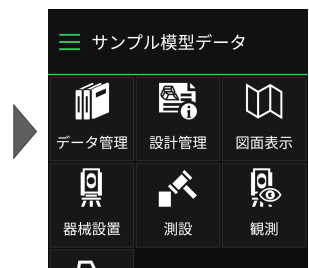 サンプル模型データ
データ管理 設計管理 図面表示
器械設置 測設 観測